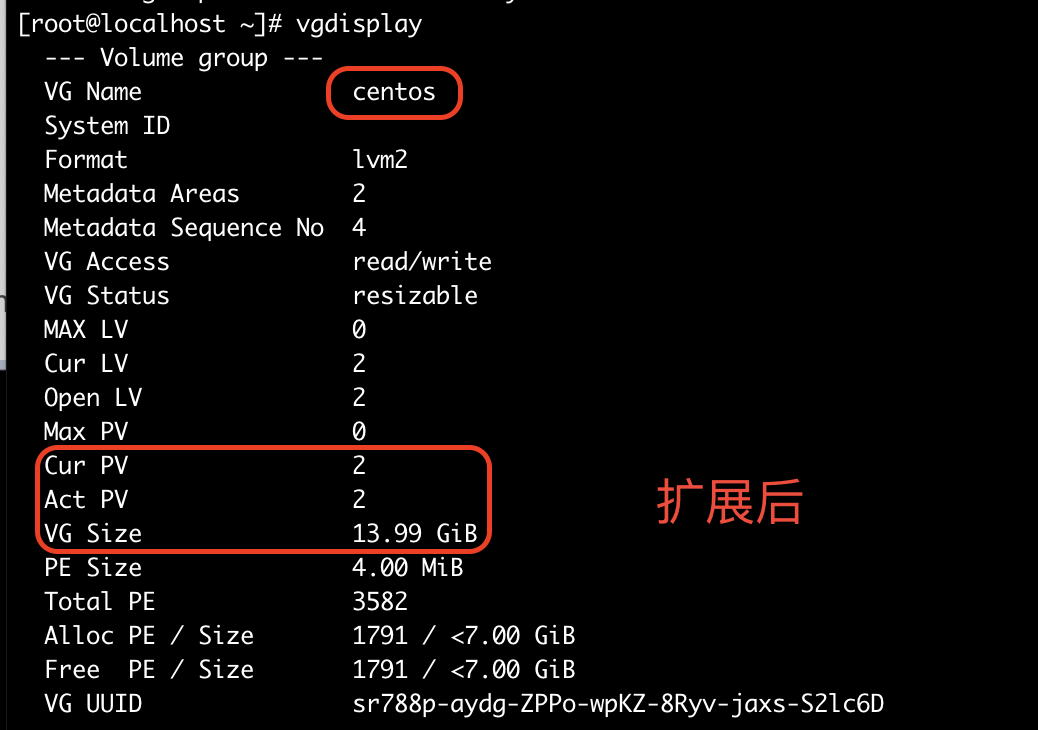 [root@localhost ~]# vgdisplay
--- Volume group ---
VG Name centos
System ID
Format lvm2
Metadata Areas 2
Metadata Sequence No 4
VG Access read/write
VG Status resizable
MAX LV 0
Cur LV 2
Open LV 2
Max PV 0
Cur PV 2
Act PV 2
扩展后
VG Size 13.99 GiB
PE Size 4.00 MiB
Total PE 3582
Alloc PE / Size 1791 / <7.00 GiB
Free  PE / Size 1791 / <7.00 GiB
VG UUID sr788p-aydg-ZPPo-wpKZ-8Ryv-jaxs-S2lc6D